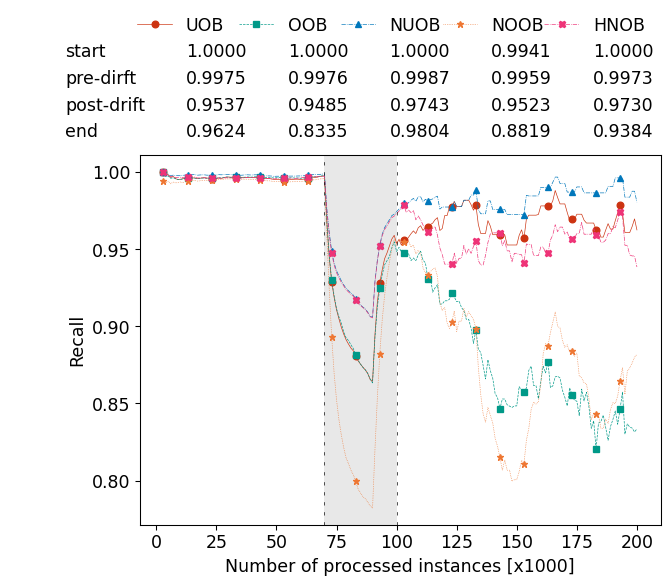 UOB OOB NUOB NOOB HNOB
start 1.0000 1.0000 1.0000 0.9941 1.0000
pre-dirft 0.9975 0.9976 0.9987 0.9959 0.9973
post-drift 0.9537 0.9485 0.9743 0.9523 0.9730
end 0.9624 0.8335 0.9804 0.8819 0.9384
1.00
0.95
0.90
0.85
0.80
Recall
0 25 50 75 100 125 150 175 200
Number of processed instances [x1000]